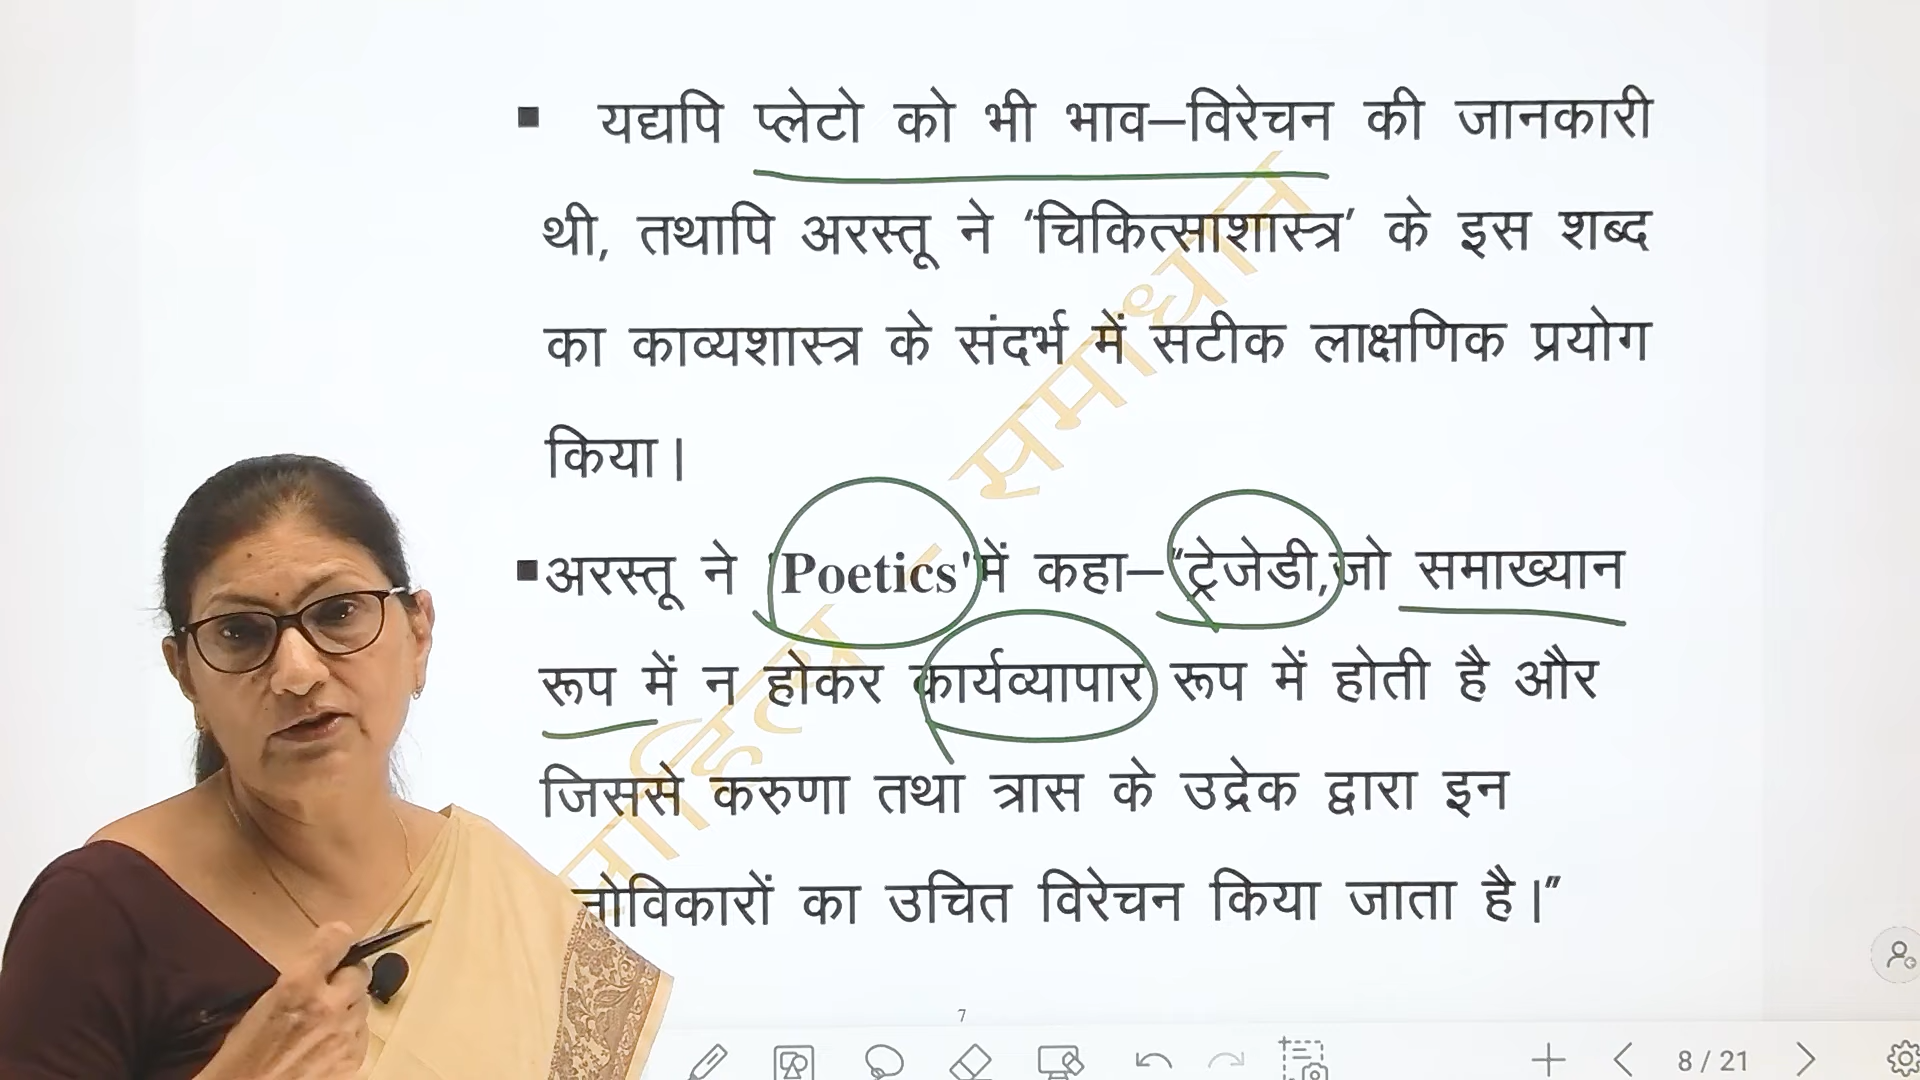 ▪ यद्यपि प्लेटो को भी भाव–विरेचन की जानकारी
थी, तथापि अरस्तू ने ‘चिकित्साशास्त्र’ के इस शब्द
का काव्यशास्त्र के संदर्भ में सटीक लाक्षणिक प्रयोग
किया।
▪ अरस्तू ने 'Poetics' में कहा–“ट्रेजेडी,जो समाख्यान
रूप में न होकर कार्यव्यापार रूप में होती है और
जिससे करुणा तथा त्रास के उद्रेक द्वारा इन
का उचित विरेचन किया जाता है।”
साहित्य समाधान
7
8 / 21